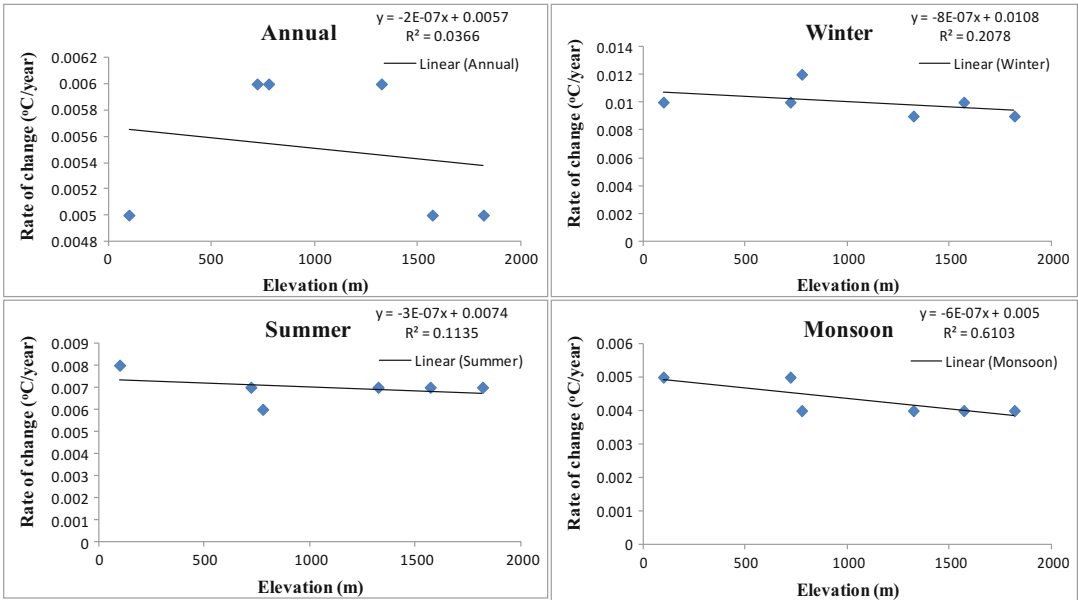 y = -2E-07x + 0.0057
R² = 0.0366
Annual
Linear (Annual)
Rate of change (°C/year)
0.0062
0.006
0.0058
0.0056
0.0054
0.0052
0.005
0.0048
0 500 1000 1500 2000
Elevation (m)
y = -8E-07x + 0.0108
R² = 0.2078
Winter
Linear (Winter)
Rate of change (°C/year)
0.014
0.012
0.01
0.008
0.006
0.004
0.002
0
0 500 1000 1500 2000
Elevation (m)
y = -3E-07x + 0.0074
R² = 0.1135
Summer
Linear (Summer)
Rate of change (°C/year)
0.009
0.008
0.007
0.006
0.005
0.004
0.003
0.002
0.001
0
0 500 1000 1500 2000
Elevation (m)
y = -6E-07x + 0.005
R² = 0.6103
Monsoon
Linear (Monsoon)
Rate of change (°C/year)
0.006
0.005
0.004
0.003
0.002
0.001
0
0 500 1000 1500 2000
Elevation (m)